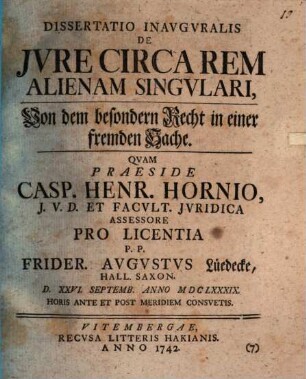 DISSERTATIO INAVGVRALIS
DE
JVRE CIRCA REM
ALIENAM SINGVLARI,
Von dem besondern Recht in einer
fremden Sache.
QVAM
PRAESIDE
CASP. HENR. HORNIO,
J. V. D. ET FACVLT. JVRIDICA
ASSESSORE
PRO LICENTIA
P. P.
FRIDER. AVGVSTVS Lüedecke,
HALL. SAXON.
D. XXVI. SEPTEMB. ANNO MDCLXXXIX.
HORIS ANTE ET POST MERIDIEM CONSVETIS.
VITEMBERGAE,
RECVSA LITTERIS HAKIANIS.
ANNO 1742. (7)